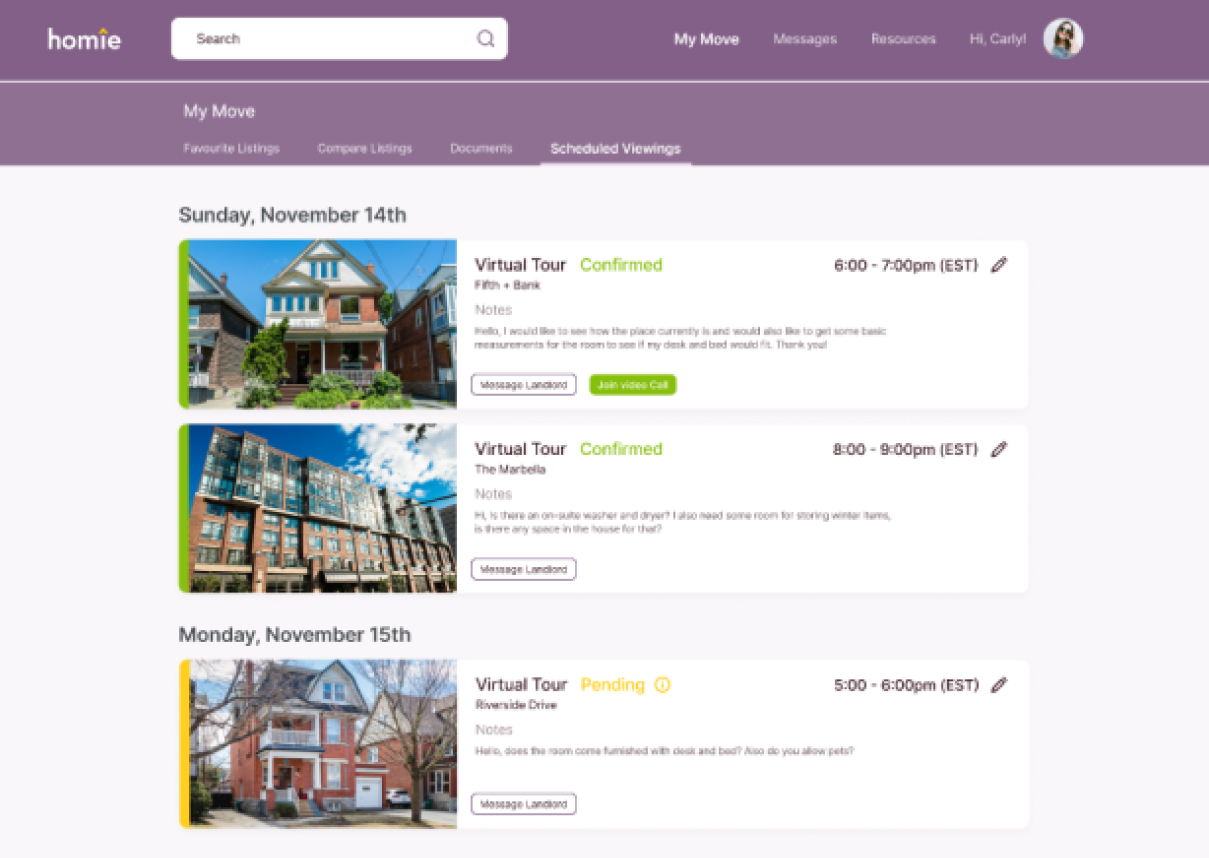 homie
Search
My Move
Messages
Resources
Hi, Carly!
My Move
Favourite Listings
Compare Listings
Documents
Scheduled Viewings
Sunday, November 14th
Virtual Tour Confirmed
6:00 - 7:00pm (EST)
Fifth + Bank
Notes
Hello, I would like to see how the place currently is and would also like to get some basic
measurements for the room to see if my desk and bed would fit. Thank you!
Message Landlord
Join video Call
Virtual Tour Confirmed
8:00 - 9:00pm (EST)
The Marbella
Notes
Hi, is there an on-suite washer and dryer? I also need some room for storing winter items,
is there any space in the house for that?
Message Landlord
Monday, November 15th
Virtual Tour Pending
5:00 - 6:00pm (EST)
Riverside Drive
Notes
Hello, does the room come furnished with desk and bed? Also do you allow pets?
Message Landlord